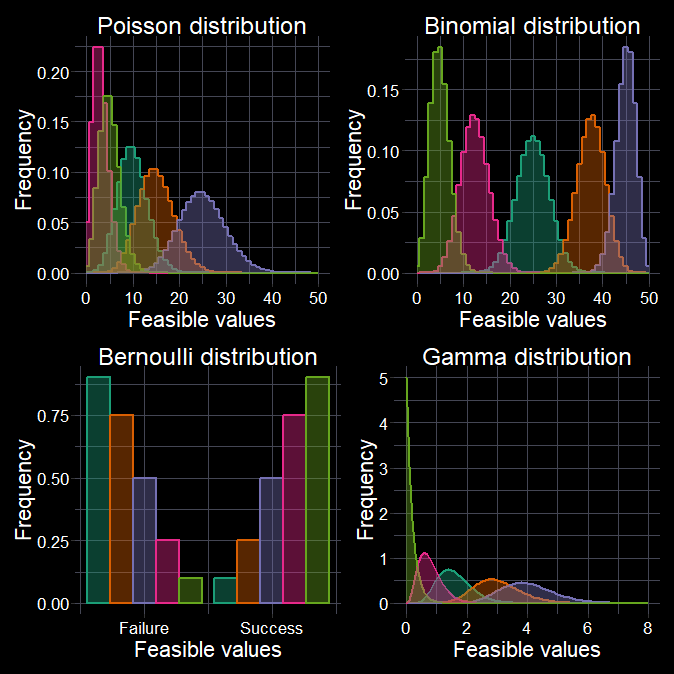 Poisson distribution
Frequency
0.20
0.15
0.10
0.05
0.00
0 10 20 30 40 50
Feasible values
Binomial distribution
Frequency
0.15
0.10
0.05
0.00
0 10 20 30 40 50
Feasible values
Bernoulli distribution
Frequency
0.75
0.50
0.25
0.00
Failure Success
Feasible values
Gamma distribution
Frequency
5
4
3
2
1
0
0 2 4 6 8
Feasible values